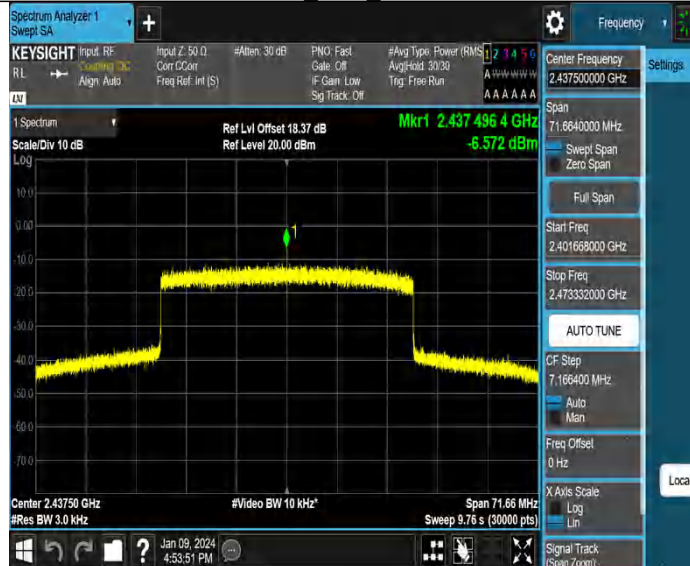 Spectrum Analyzer 1
Swept SA
Frequency
KEYSIGHT
RL
LXI
Input: RF
Coupling: DC
Align: Auto
Input Z: 50 Ω
Corr CCorr
Freq Ref: Int (S)
#Atten: 30 dB
PNO: Fast
Gate: Off
IF Gain: Low
Sig Track: Off
#Avg Type: Power (RMS
Avg|Hold: 30/30
Trig: Free Run
1 2 3 4 5 6
A W W W W W
A A A A A A
1 Spectrum
Scale/Div 10 dB
Log
Ref Lvl Offset 18.37 dB
Ref Level 20.00 dBm
Mkr1 2.437 496 4 GHz
-6.572 dBm
10.0
0.00
-10.0
-20.0
-30.0
-40.0
-50.0
-60.0
-70.0
1
Center 2.43750 GHz
#Res BW 3.0 kHz
#Video BW 10 kHz*
Span 71.66 MHz
Sweep 9.76 s (30000 pts)
Jan 09, 2024
4:53:51 PM
?
Center Frequency
2.437500000 GHz
Settings
Span
71.6640000 MHz
Swept Span
Zero Span
Full Span
Start Freq
2.401668000 GHz
Stop Freq
2.473332000 GHz
AUTO TUNE
CF Step
7.166400 MHz
Auto
Man
Freq Offset
0 Hz
Loca
X Axis Scale
Log
Lin
Signal Track
(Span Zoom)